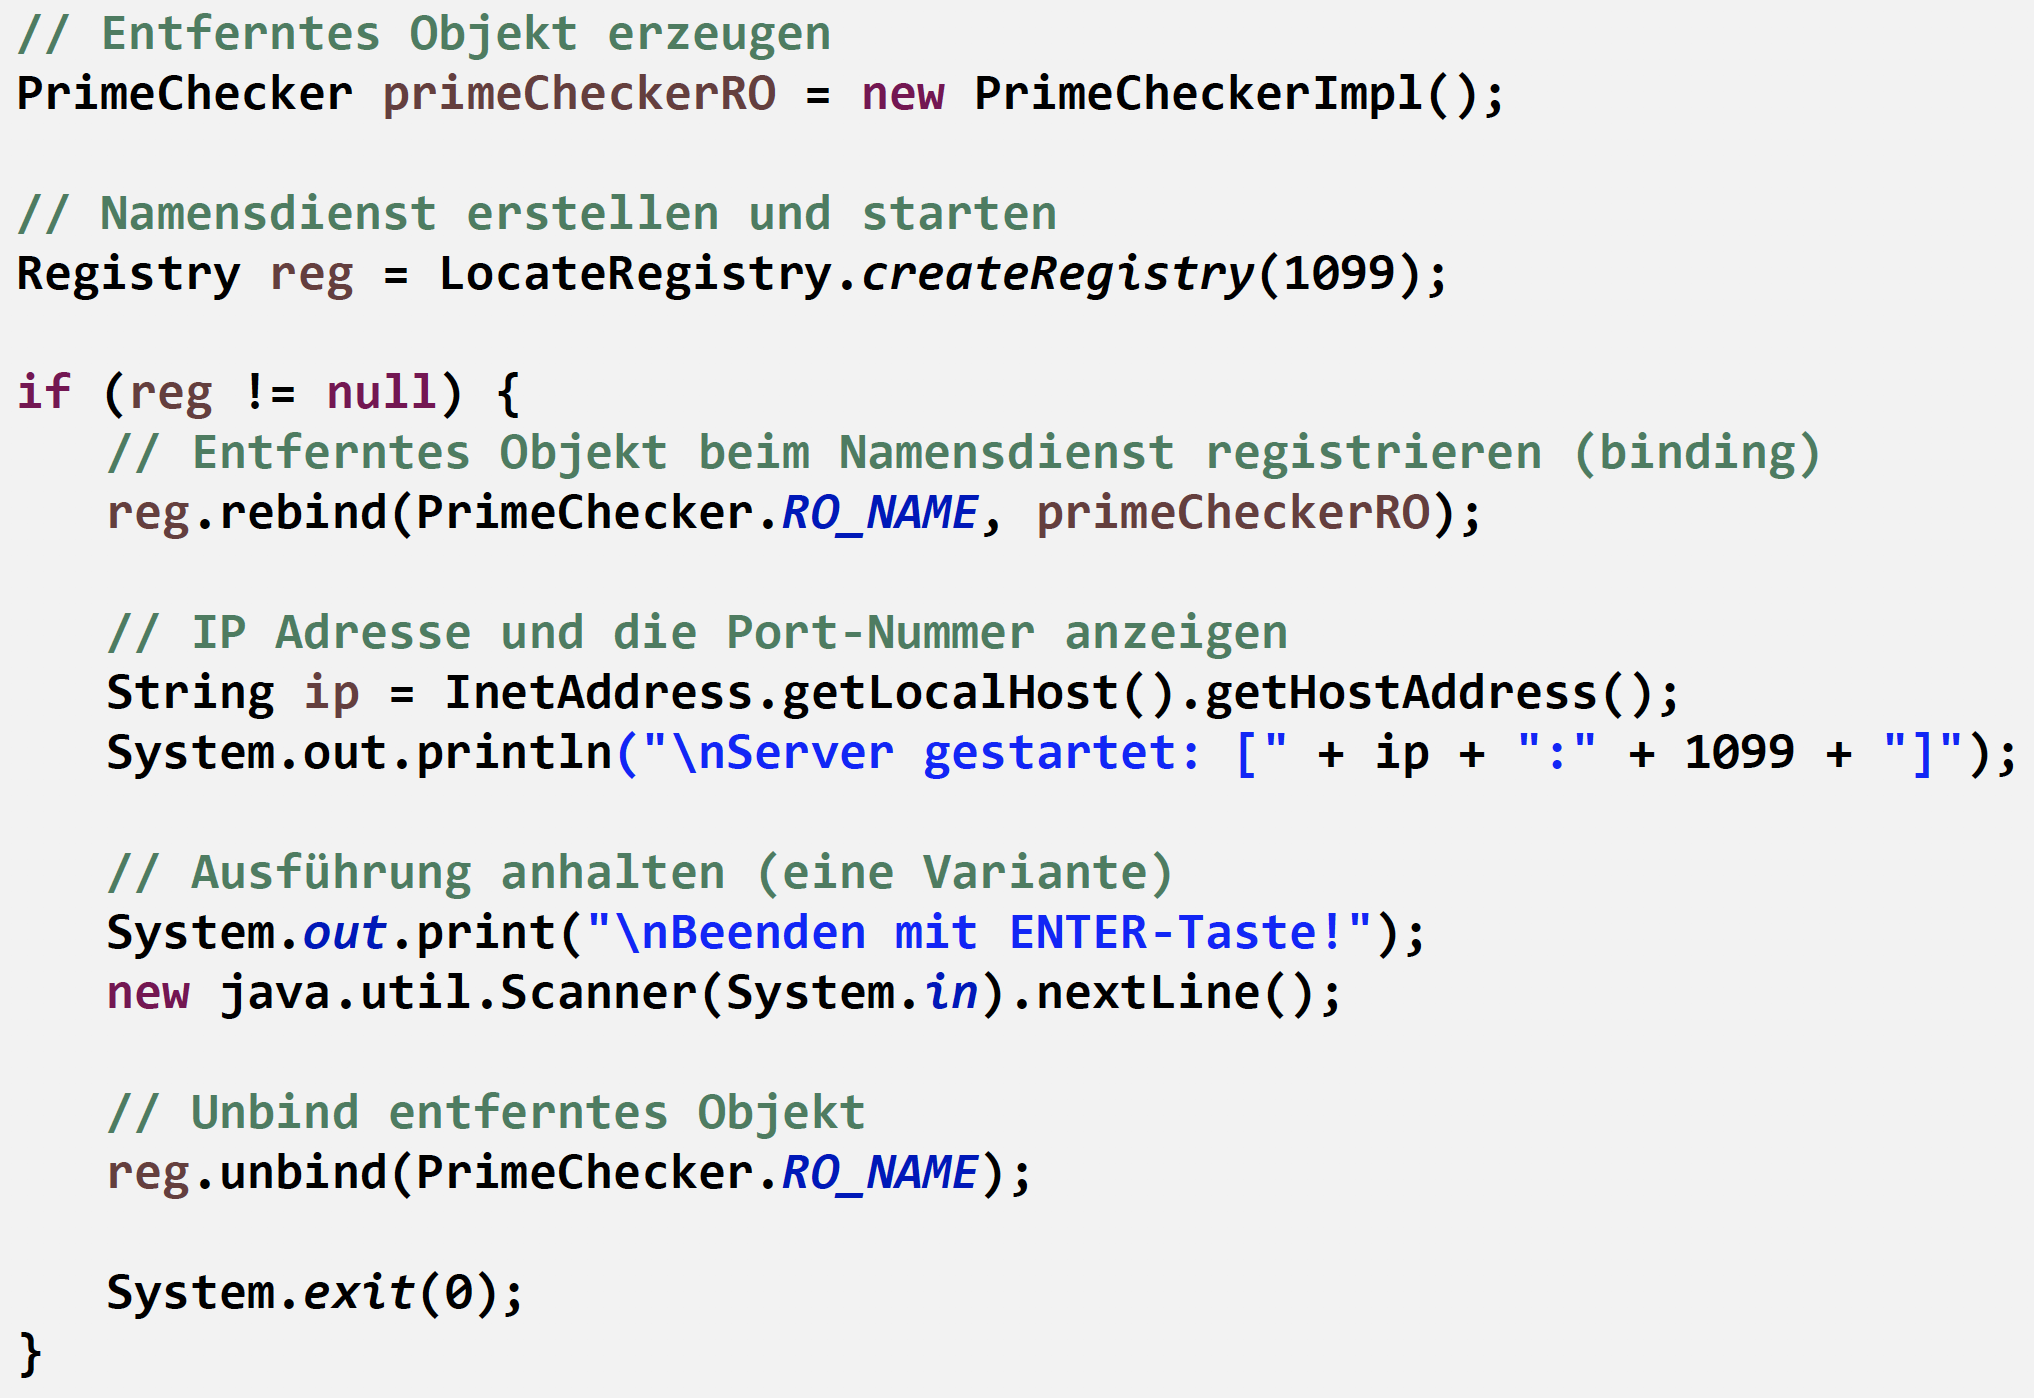 // Entferntes Objekt erzeugen
PrimeChecker primeCheckerRO = new PrimeCheckerImpl();
// Namensdienst erstellen und starten
Registry reg = LocateRegistry.createRegistry(1099);
if (reg != null) {
// Entferntes Objekt beim Namensdienst registrieren (binding)
reg.rebind(PrimeChecker.RO_NAME, primeCheckerRO);
// IP Adresse und die Port-Nummer anzeigen
String ip = InetAddress.getLocalHost().getHostAddress();
System.out.println("\nServer gestartet: [" + ip + ":" + 1099 + "]");
// Ausführung anhalten (eine Variante)
System.out.print("\nBeenden mit ENTER-Taste!");
new java.util.Scanner(System.in).nextLine();
// Unbind entferntes Objekt
reg.unbind(PrimeChecker.RO_NAME);
System.exit(0);
}